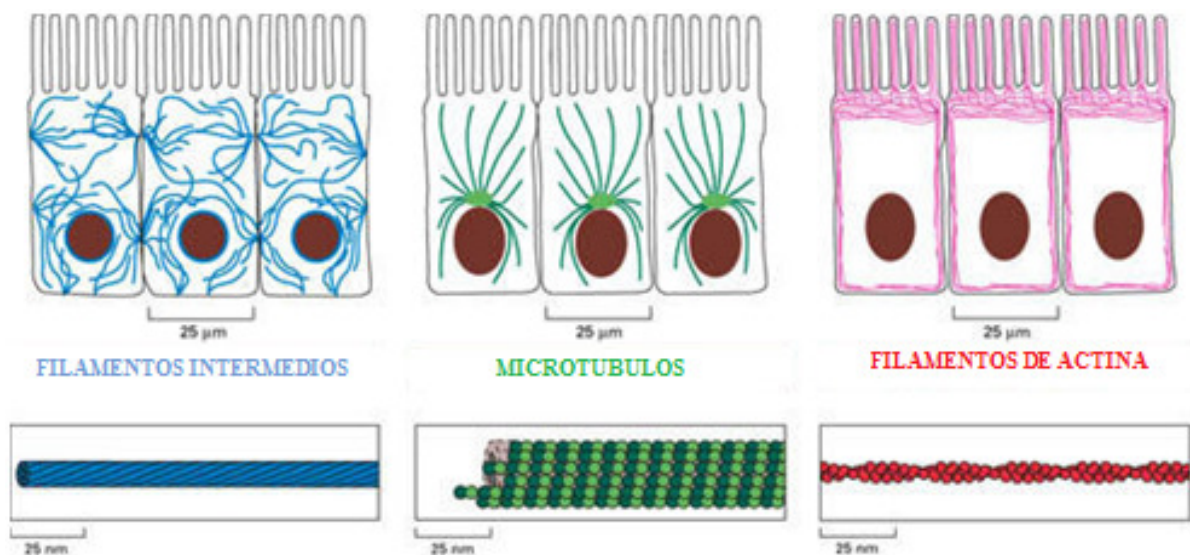 25 µm
25 µm
25 µm
FILAMENTOS INTERMEDIOS
MICROTUBULOS
FILAMENTOS DE ACTINA
25 nm
25 nm
25 nm